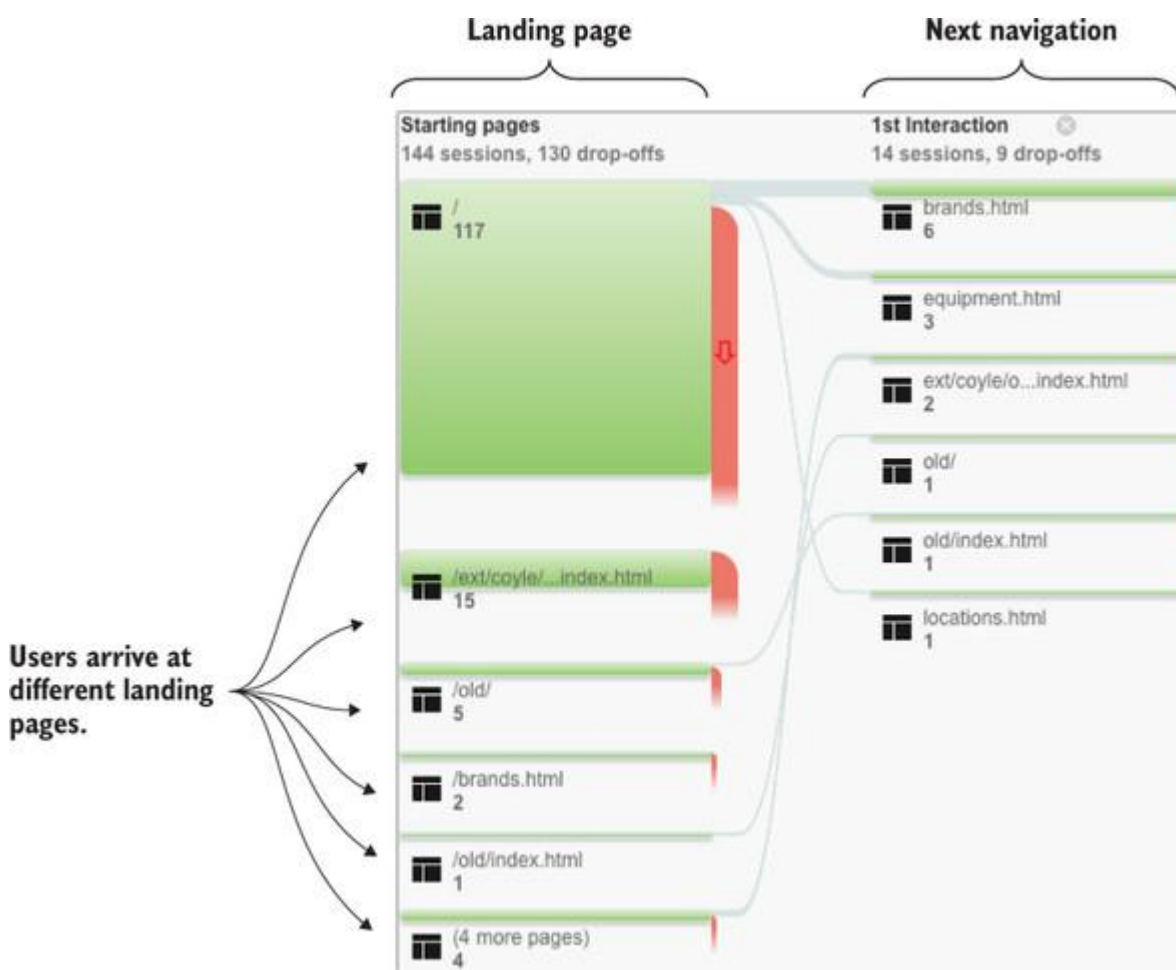 Landing page
Next navigation
Starting pages
144 sessions, 130 drop-offs
/
117
/ext/coyle/...index.html
15
/old/
5
/brands.html
2
/old/index.html
1
(4 more pages)
4
1st Interaction
14 sessions, 9 drop-offs
brands.html
6
equipment.html
3
ext/coyle/o...index.html
2
old/
1
old/index.html
1
locations.html
1
Users arrive at
different landing
pages.